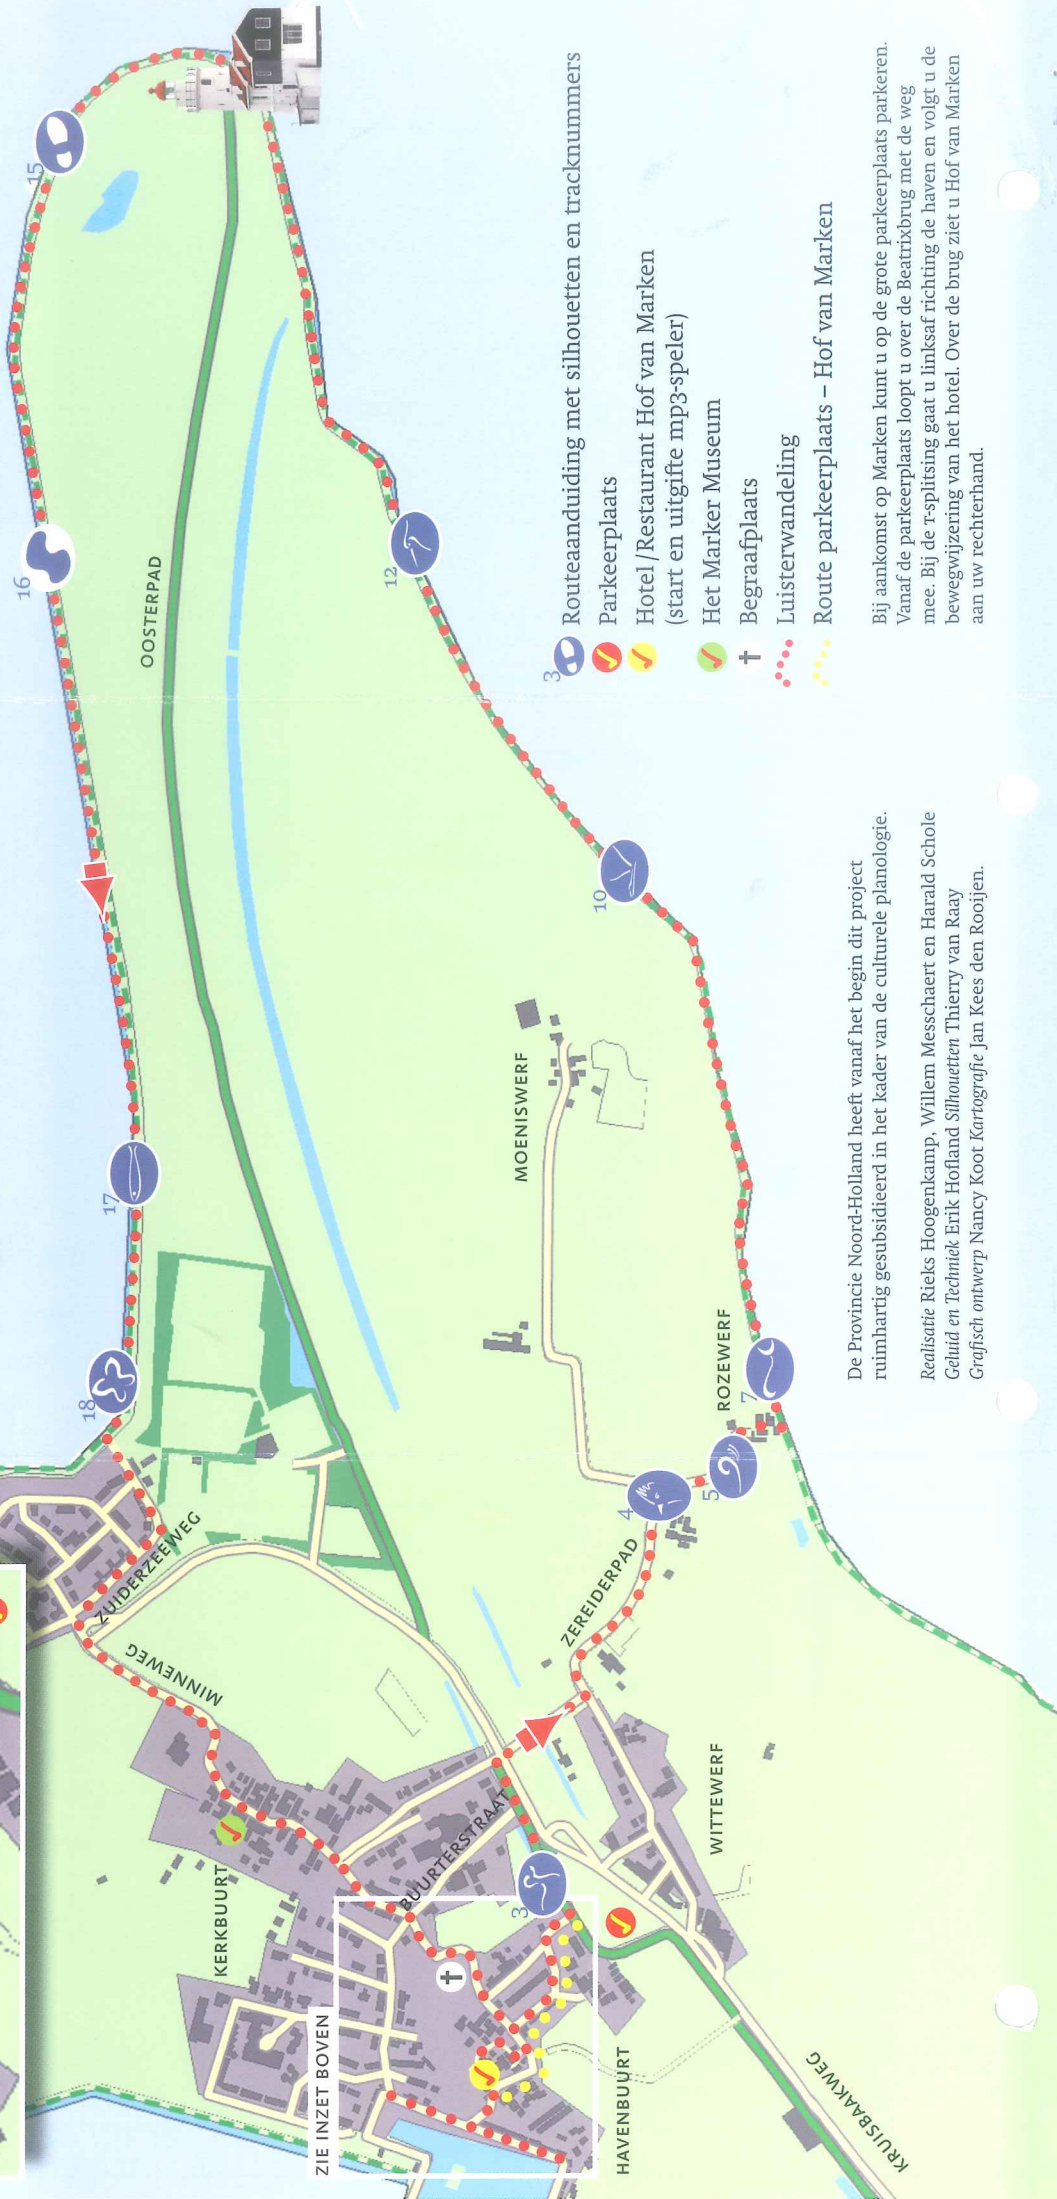 15
16
OOSTERPAD
12
17
18
10
MOENISWERF
ROZEWERF
7
5
4
ZUIDERZEEWEG
MINNEWEG
ZEREIDERPAD
KERKBUURT
BUURTERSTRAAT
3
WITTEWERF
ZIE INZET BOVEN
HAVENBUURT
KRUISBAAKWEG
3 Routeaanduiding met silhouetten en tracknummers
Parkeerplaats
Hotel/Restaurant Hof van Marken
(start en uitgifte mp3-speler)
Het Marker Museum
Begraafplaats
Luisterwandeling
Route parkeerplaats – Hof van Marken
Bij aankomst op Marken kunt u op de grote parkeerplaats parkeren.
Vanaf de parkeerplaats loopt u over de Beatrixbrug met de weg
mee. Bij de T-splitsing gaat u linksaf richting de haven en volgt u de
bewegwijzering van het hotel. Over de brug ziet u Hof van Marken
aan uw rechterhand.
De Provincie Noord-Holland heeft vanaf het begin dit project
ruimhartig gesubsidieerd in het kader van de culturele planologie.
Realisatie Rieks Hoogenkamp, Willem Messchaert en Harald Schole
Geluid en Techniek Erik Hofland Silhouetten Thierry van Raay
Grafisch ontwerp Nancy Koot Kartografie Jan Kees den Rooijen.